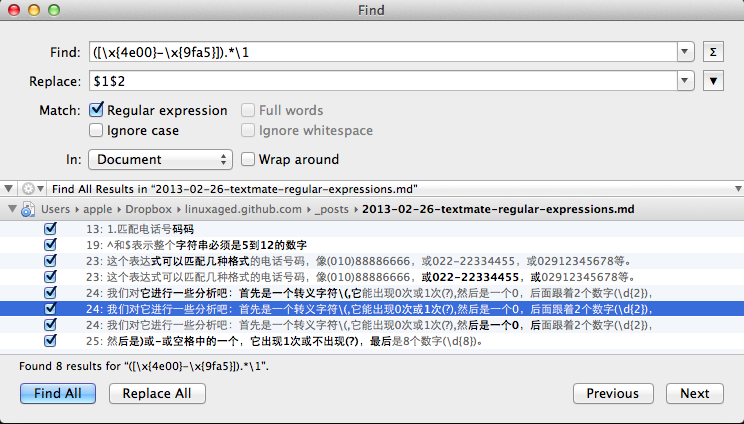 Find
Find: ([\x{4e00}-\x{9fa5}]).*\1 Σ
Replace: $1$2
Match: Regular expression Full words
Ignore case Ignore whitespace
In: Document Wrap around
Find All Results in "2013-02-26-textmate-regular-expressions.md"
Users ▸ apple ▸ Dropbox ▸ linuxaged.github.com ▸ _posts ▸ 2013-02-26-textmate-regular-expressions.md
13: 1.匹配电话号码码
19: ^和$表示整个字符串必须是5到12的数字
23: 这个表达式可以匹配几种格式的电话号码，像(010)88886666，或022-22334455，或02912345678等。
23: 这个表达式可以匹配几种格式的电话号码，像(010)88886666，或022-22334455，或02912345678等。
24: 我们对它进行一些分析吧：首先是一个转义字符\(,它能出现0次或1次(?),然后是一个0，后面跟着2个数字(\d{2})，
24: 我们对它进行一些分析吧：首先是一个转义字符\(,它能出现0次或1次(?),然后是一个0，后面跟着2个数字(\d{2})，
24: 我们对它进行一些分析吧：首先是一个转义字符\(,它能出现0次或1次(?),然后是一个0，后面跟着2个数字(\d{2})，
25: 然后是)或-或空格中的一个，它出现1次或不出现(?)，最后是8个数字(\d{8})。
Found 8 results for "([\x{4e00}-\x{9fa5}]).*\1".
Find All Replace All Previous Next